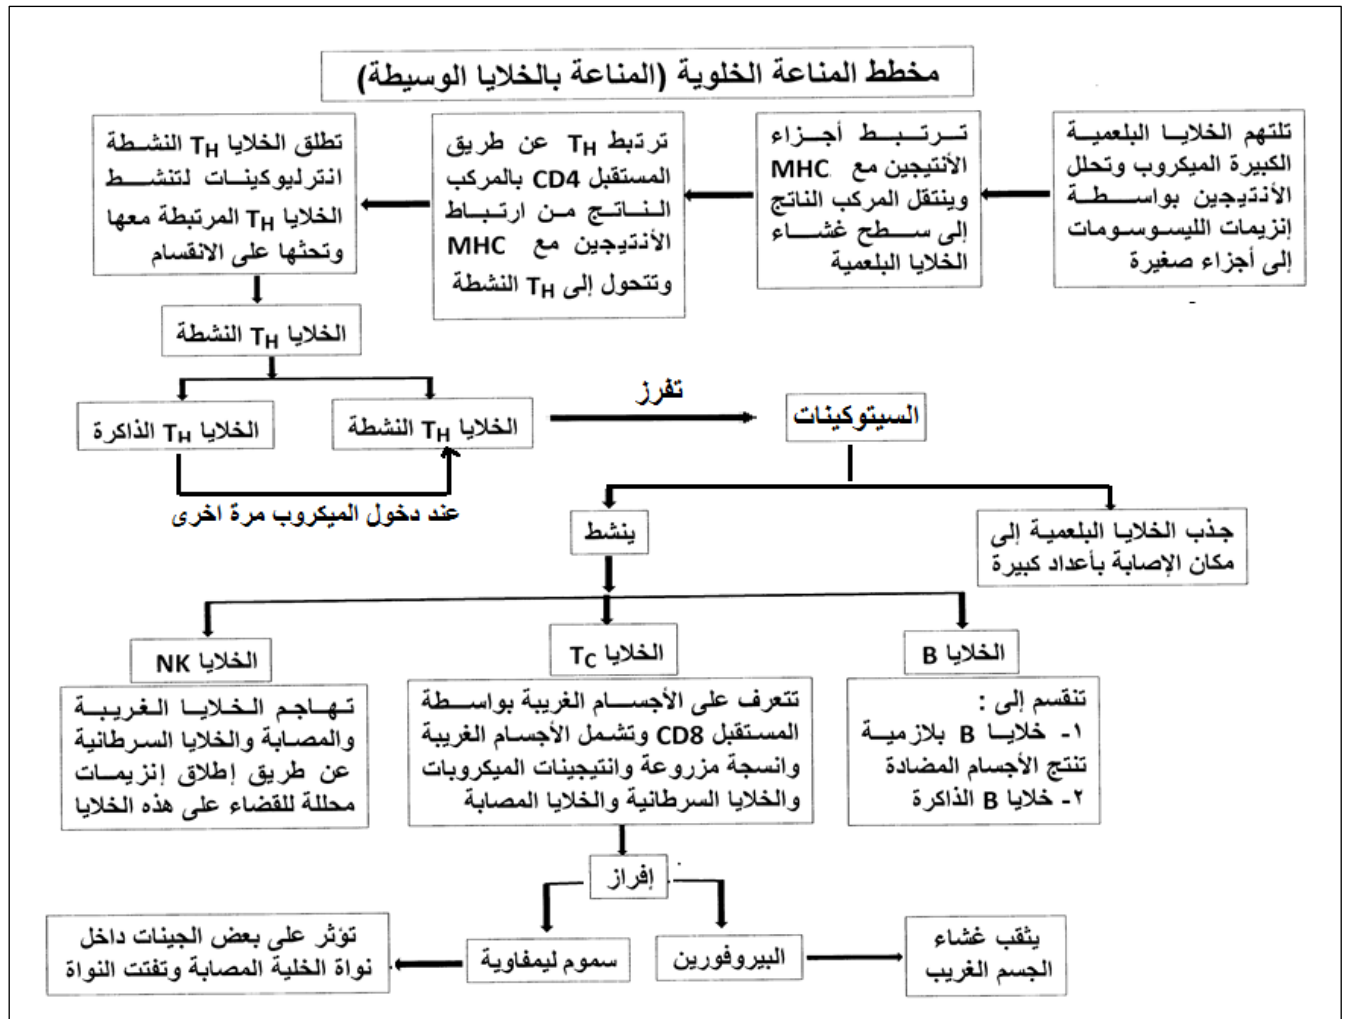 مخطط المناعة الخلوية (المناعة بالخلايا الوسيطة)
تلتهم الخلايا البلعمية
الكبيرة الميكروب وتحلل
الأنتيجين بواسطة
إنزيمات الليسوسومات
إلى أجزاء صغيرة
ترتبط أجزاء
الأنتيجين مع MHC
وينتقل المركب الناتج
إلى سطح غشاء
الخلايا البلعمية
ترتبط TH عن طريق
المستقبل CD4 بالمركب
الناتج من ارتباط
الأنتيجين مع MHC
وتتحول إلى TH النشطة
تطلق الخلايا TH النشطة
انترليوكينات لتنشط
الخلايا TH المرتبطة معها
وتحثها على الانقسام
الخلايا TH النشطة
الخلايا TH النشطة
الخلايا TH الذاكرة
عند دخول الميكروب مرة اخرى
تفرز
السيتوكينات
جذب الخلايا البلعمية إلى
مكان الإصابة بأعداد كبيرة
ينشط
الخلايا B
تنقسم إلى :
١- خلايا B بلازمية
تنتج الأجسام المضادة
٢- خلايا B الذاكرة
الخلايا TC
تتعرف على الأجسام الغريبة بواسطة
المستقبل CD8 وتشمل الأجسام الغريبة
وانسجة مزروعة وانتيجينات الميكروبات
والخلايا السرطانية والخلايا المصابة
الخلايا NK
تهاجم الخلايا الغريبة
والمصابة والخلايا السرطانية
عن طريق إطلاق إنزيمات
محللة للقضاء على هذه الخلايا
إفراز
البيروفورين
يثقب غشاء
الجسم الغريب
سموم ليمفاوية
تؤثر على بعض الجينات داخل
نواة الخلية المصابة وتفتت النواة